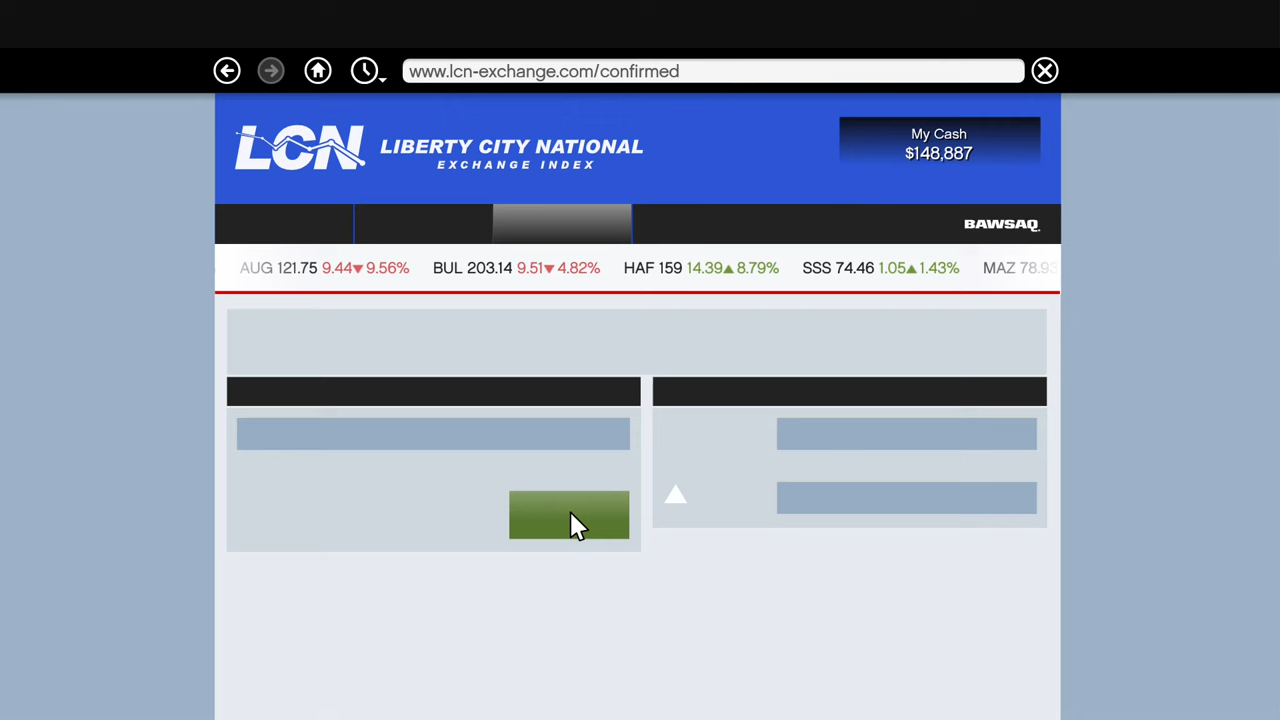 www.lcn-exchange.com/confirmed
LCN LIBERTY CITY NATIONAL
EXCHANGE INDEX
My Cash
$148,887
BAWSAQ
AUG 121.75 9.44▼9.56% BUL 203.14 9.51▼4.82% HAF 159 14.39▲8.79% SSS 74.46 1.05▲1.43% MAZ 78.93